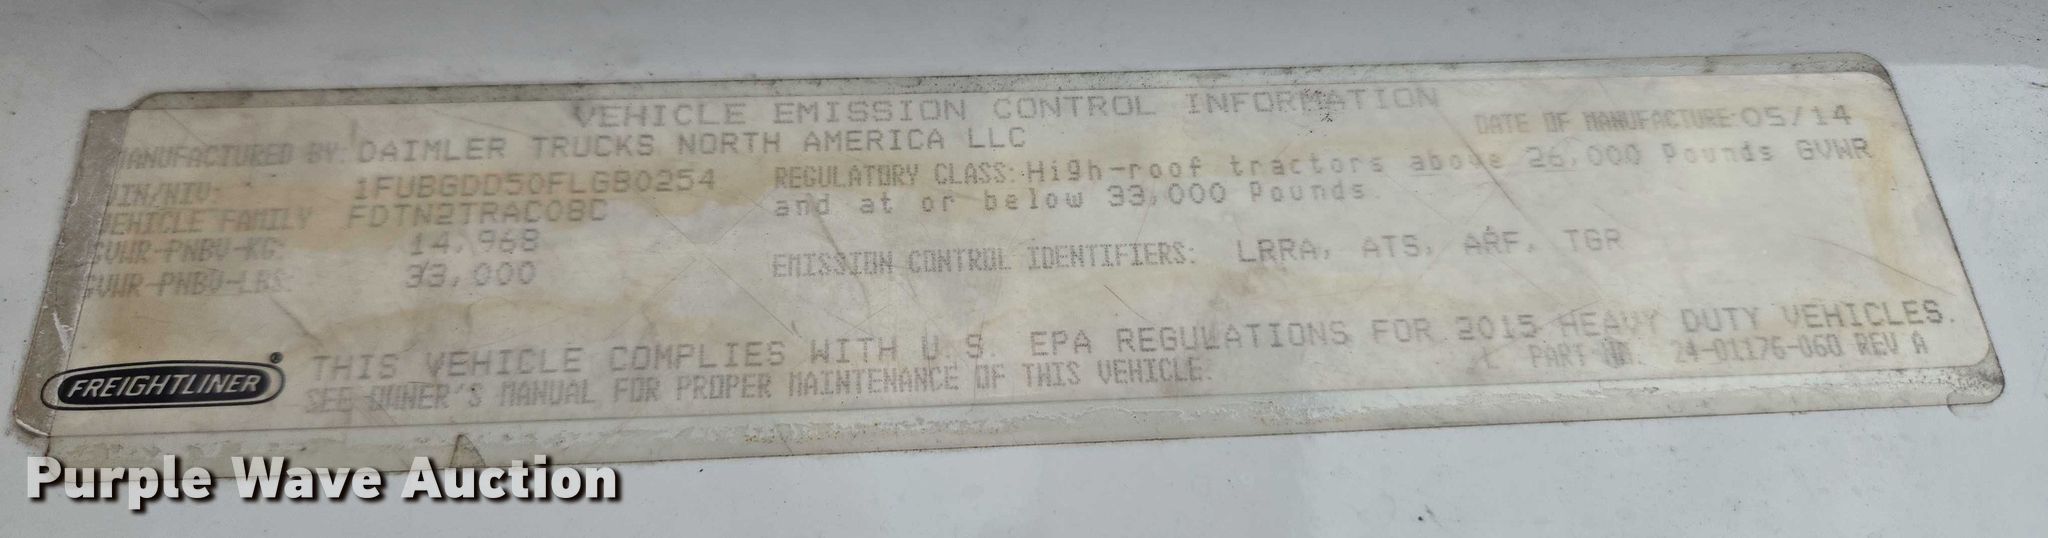 VEHICLE EMISSION CONTROL INFORMATION
MANUFACTURED BY: DAIMLER TRUCKS NORTH AMERICA LLC
DATE OF MANUFACTURE: 05/14
VIN/NIV: 1FUBGDD50FLGB0254
REGULATORY CLASS: High-roof tractors above 26,000 Pounds GVWR
VEHICLE FAMILY FDTN2TRAC08C
and at or below 33,000 Pounds.
GVWR-PNBV-KG: 14,968
GVWR-PNBV-LBS: 33,000
EMISSION CONTROL IDENTIFIERS: LRRA, ATS, ARF, TGR
THIS VEHICLE COMPLIES WITH U.S. EPA REGULATIONS FOR 2015 HEAVY DUTY VEHICLES.
SEE OWNER'S MANUAL FOR PROPER MAINTENANCE OF THIS VEHICLE.
PART NO. 24-01176-060 REV A
FREIGHTLINER®
Purple Wave Auction